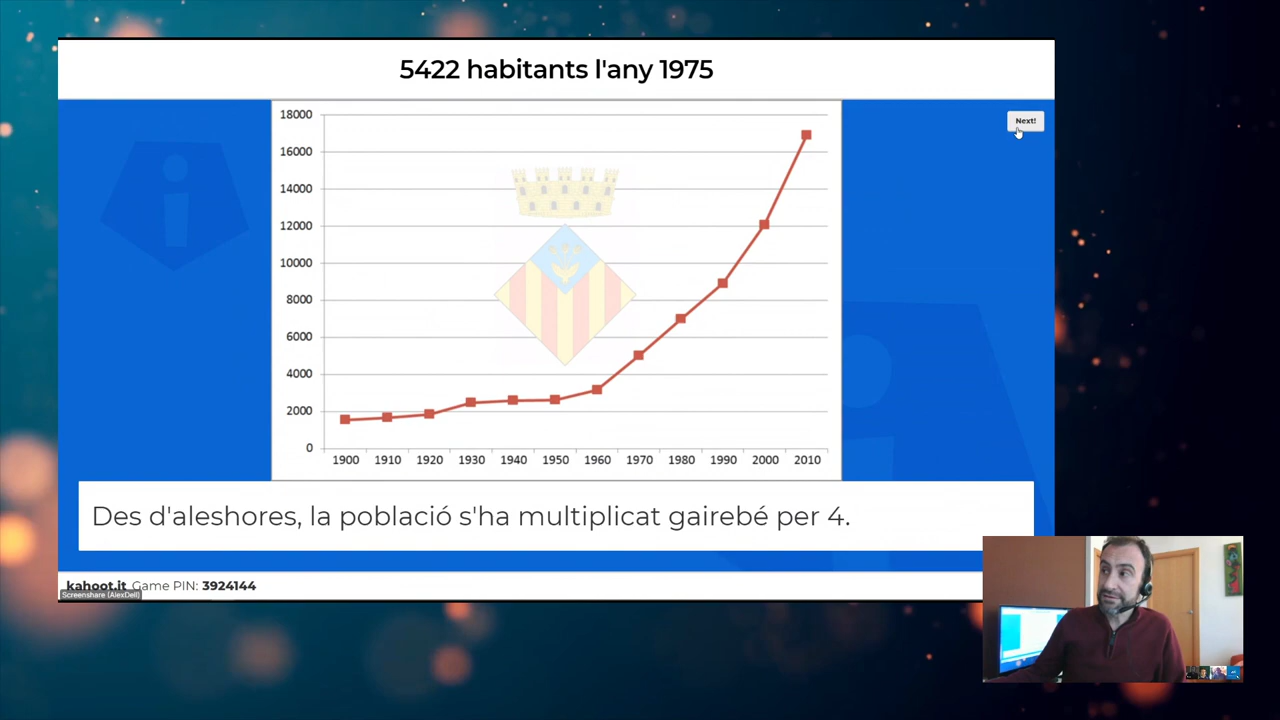 5422 habitants l'any 1975
Next!
18000
16000
14000
12000
10000
8000
6000
4000
2000
0
1900 1910 1920 1930 1940 1950 1960 1970 1980 1990 2000 2010
Des d'aleshores, la població s'ha multiplicat gairebé per 4.
kahoot.it Game PIN: 3924144
Screenshare (AlexDell)